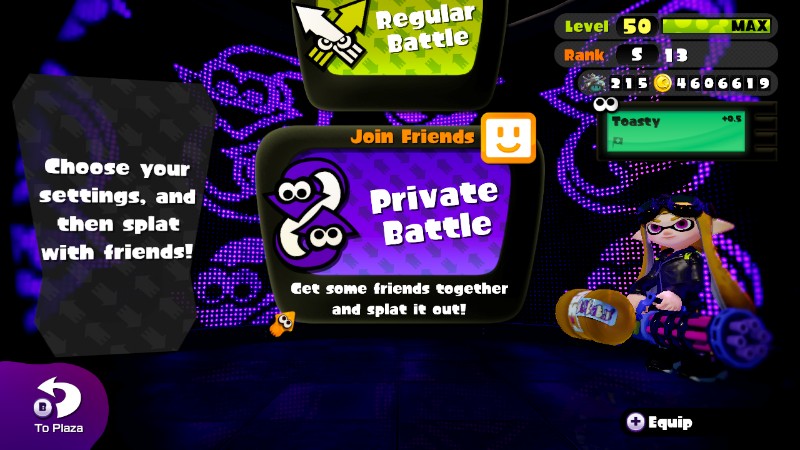 Regular
Battle
Level 50 MAX
Rank S 13
215 4606619
Toasty +0.5
Join Friends
Private
Battle
Get some friends together
and splat it out!
Choose your
settings, and
then splat
with friends!
B
To Plaza
+ Equip